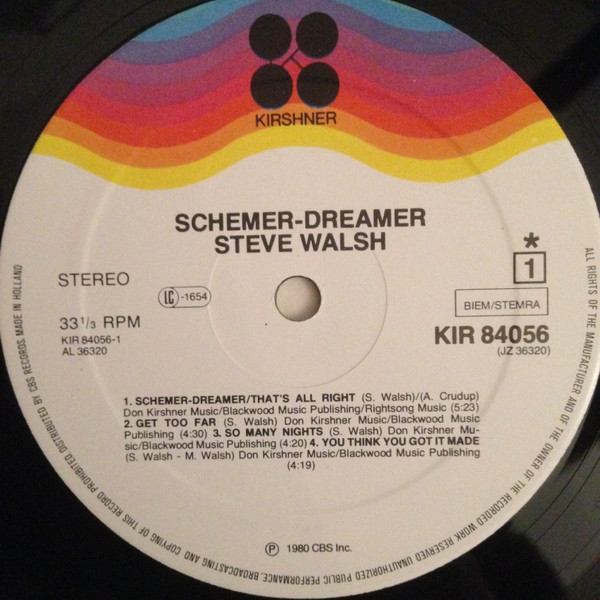 KIRSHNER
SCHEMER-DREAMER
STEVE WALSH
STEREO
LC-1654
33 1/3 RPM
KIR 84056-1
AL 36320
*
1
BIEM/STEMRA
KIR 84056
(JZ 36320)
1. SCHEMER-DREAMER/THAT'S ALL RIGHT (S. Walsh)/(A. Crudup)
Don Kirshner Music/Blackwood Music Publishing/Rightsong Music (5:23)
2. GET TOO FAR (S. Walsh) Don Kirshner Music/Blackwood Music
Publishing (4:30) 3. SO MANY NIGHTS (S. Walsh) Don Kirshner Mu-
sic/Blackwood Music Publishing (4:20) 4. YOU THINK YOU GOT IT MADE
(S. Walsh - M. Walsh) Don Kirshner Music/Blackwood Music Publishing
(4:19)
Ⓟ 1980 CBS Inc.
ALL RIGHTS OF THE MANUFACTURER AND OF THE OWNER OF THE RECORDED WORK RESERVED UNAUTHORIZED PUBLIC PERFORMANCE, BROADCASTING AND COPYING OF THIS RECORD PROHIBITED DISTRIBUTED BY CBS RECORDS. MADE IN HOLLAND